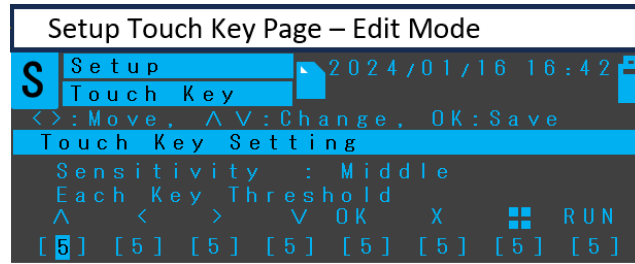 Setup Touch Key Page – Edit Mode
S Setup 2024/01/16 16:42
Touch Key
<>:Move, ∧∨:Change, OK:Save
Touch Key Setting
Sensitivity : Middle
Each Key Threshold
∧ < > ∨ OK X RUN
[5] [5] [5] [5] [5] [5] [5] [5]